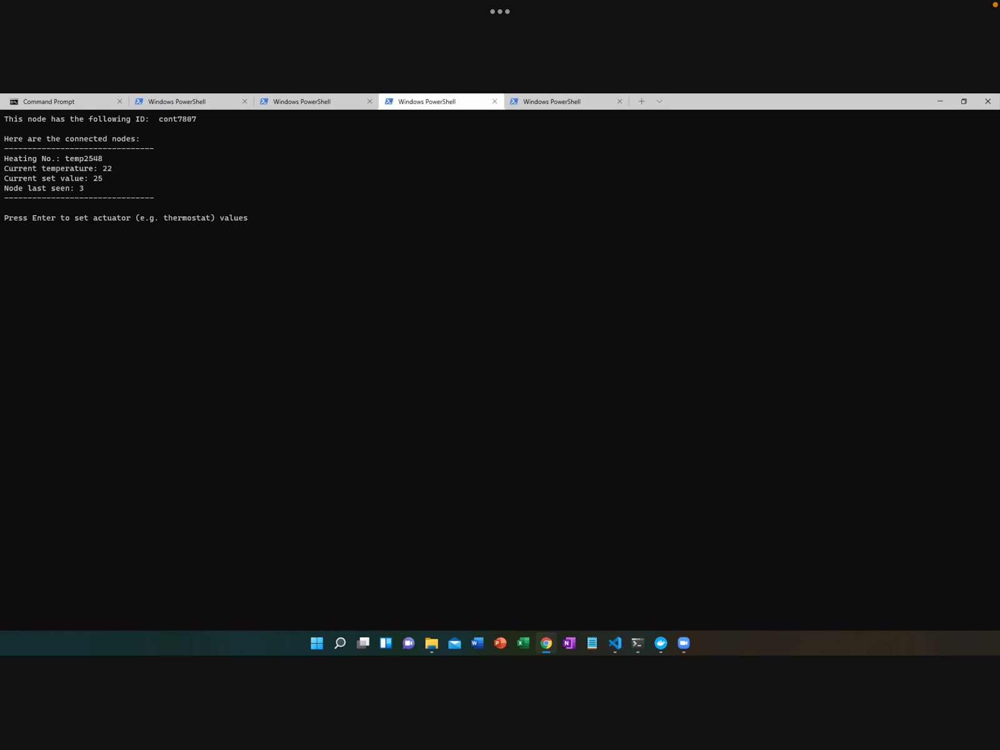 Command Prompt
Windows PowerShell
Windows PowerShell
Windows PowerShell
Windows PowerShell
This node has the following ID:  cont7807
Here are the connected nodes:
--------------------------------
Heating No.: temp2548
Current temperature: 22
Current set value: 25
Node last seen: 3
--------------------------------
Press Enter to set actuator (e.g. thermostat) values